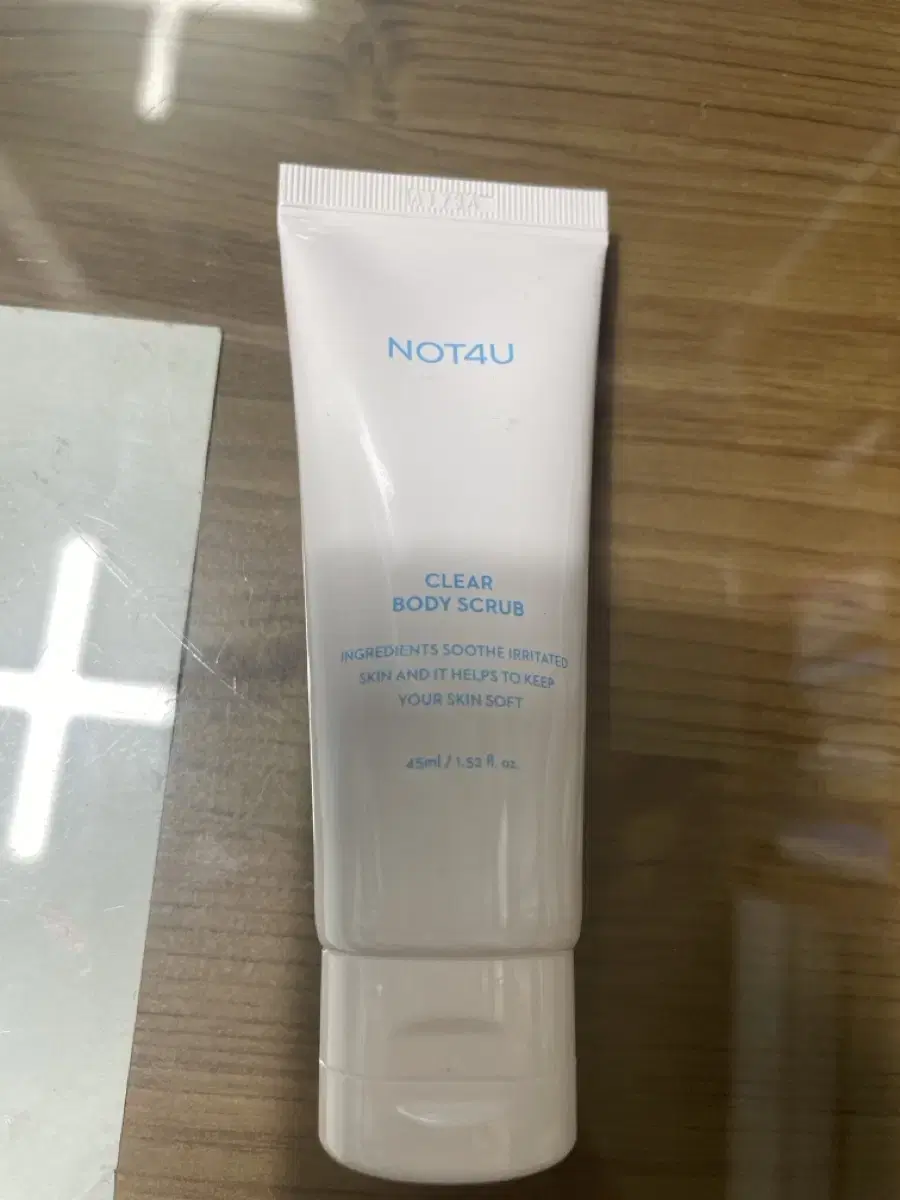 NOT4U
CLEAR
BODY SCRUB
INGREDIENTS SOOTHE IRRITATED
SKIN AND IT HELPS TO KEEP
YOUR SKIN SOFT
45ml / 1.52 fl. oz.